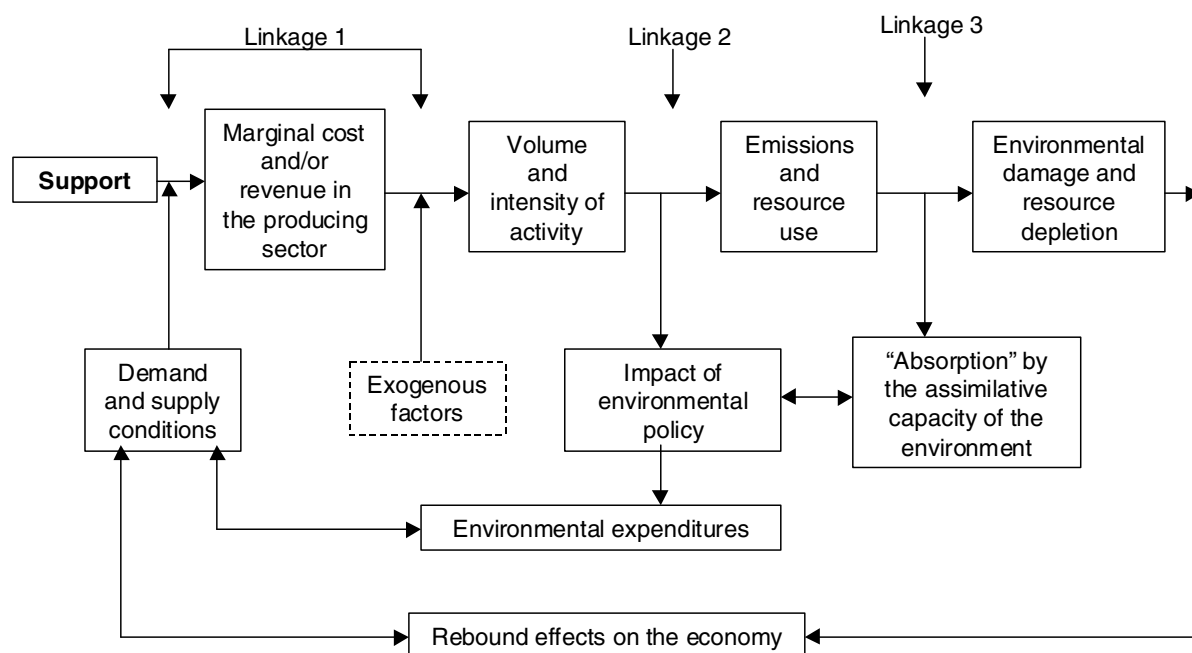 Linkage 1
Linkage 2
Linkage 3
Support
Marginal cost
and/or
revenue in
the producing
sector
Volume
and
intensity of
activity
Emissions
and
resource
use
Environmental
damage and
resource
depletion
Demand
and supply
conditions
Exogenous
factors
Impact of
environmental
policy
“Absorption” by
the assimilative
capacity of the
environment
Environmental expenditures
Rebound effects on the economy